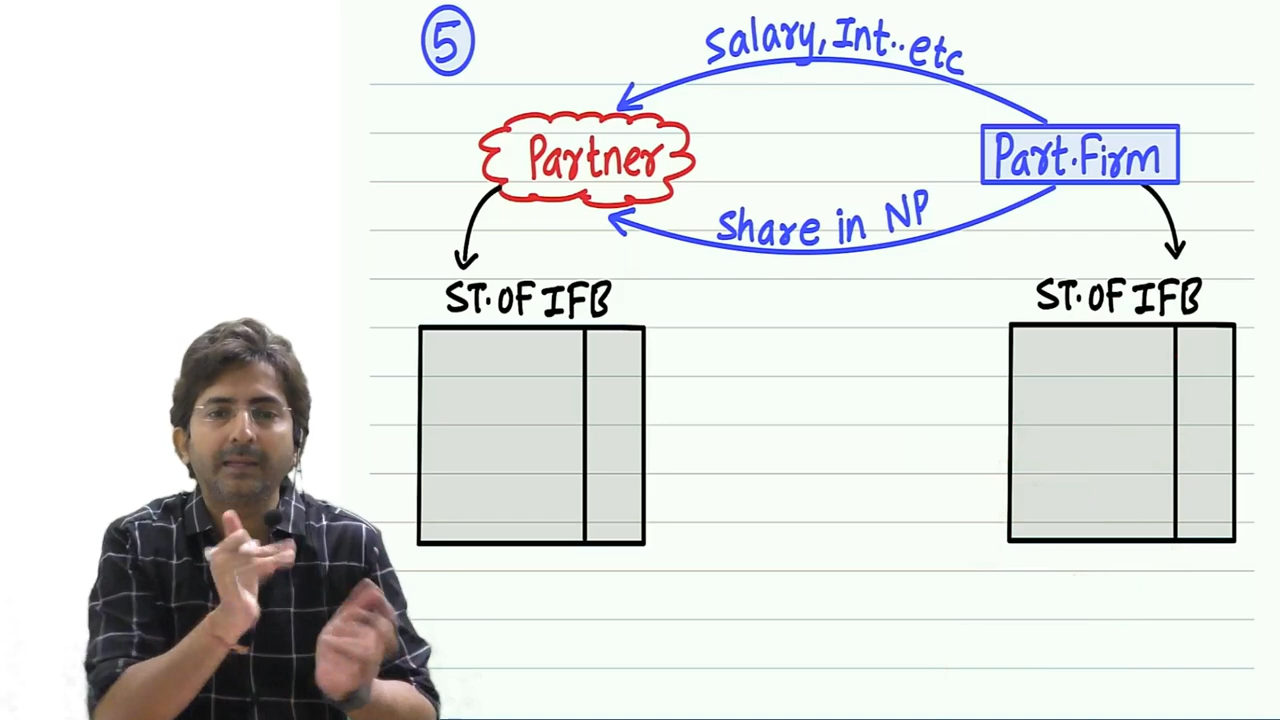 5
Salary, Int..etc
Partner
Part.Firm
Share in NP
ST. OF IFB
ST. OF IFB